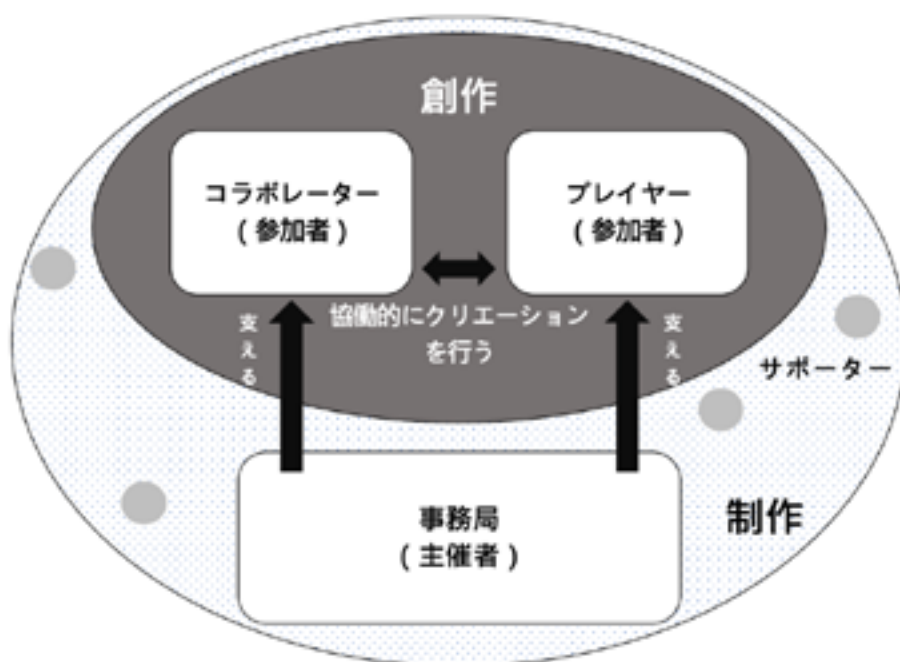 創作
コラボレーター
( 参加者 )
プレイヤー
( 参加者 )
協働的にクリエーション
を行う
支える
支える
サポーター
制作
事務局
( 主催者 )